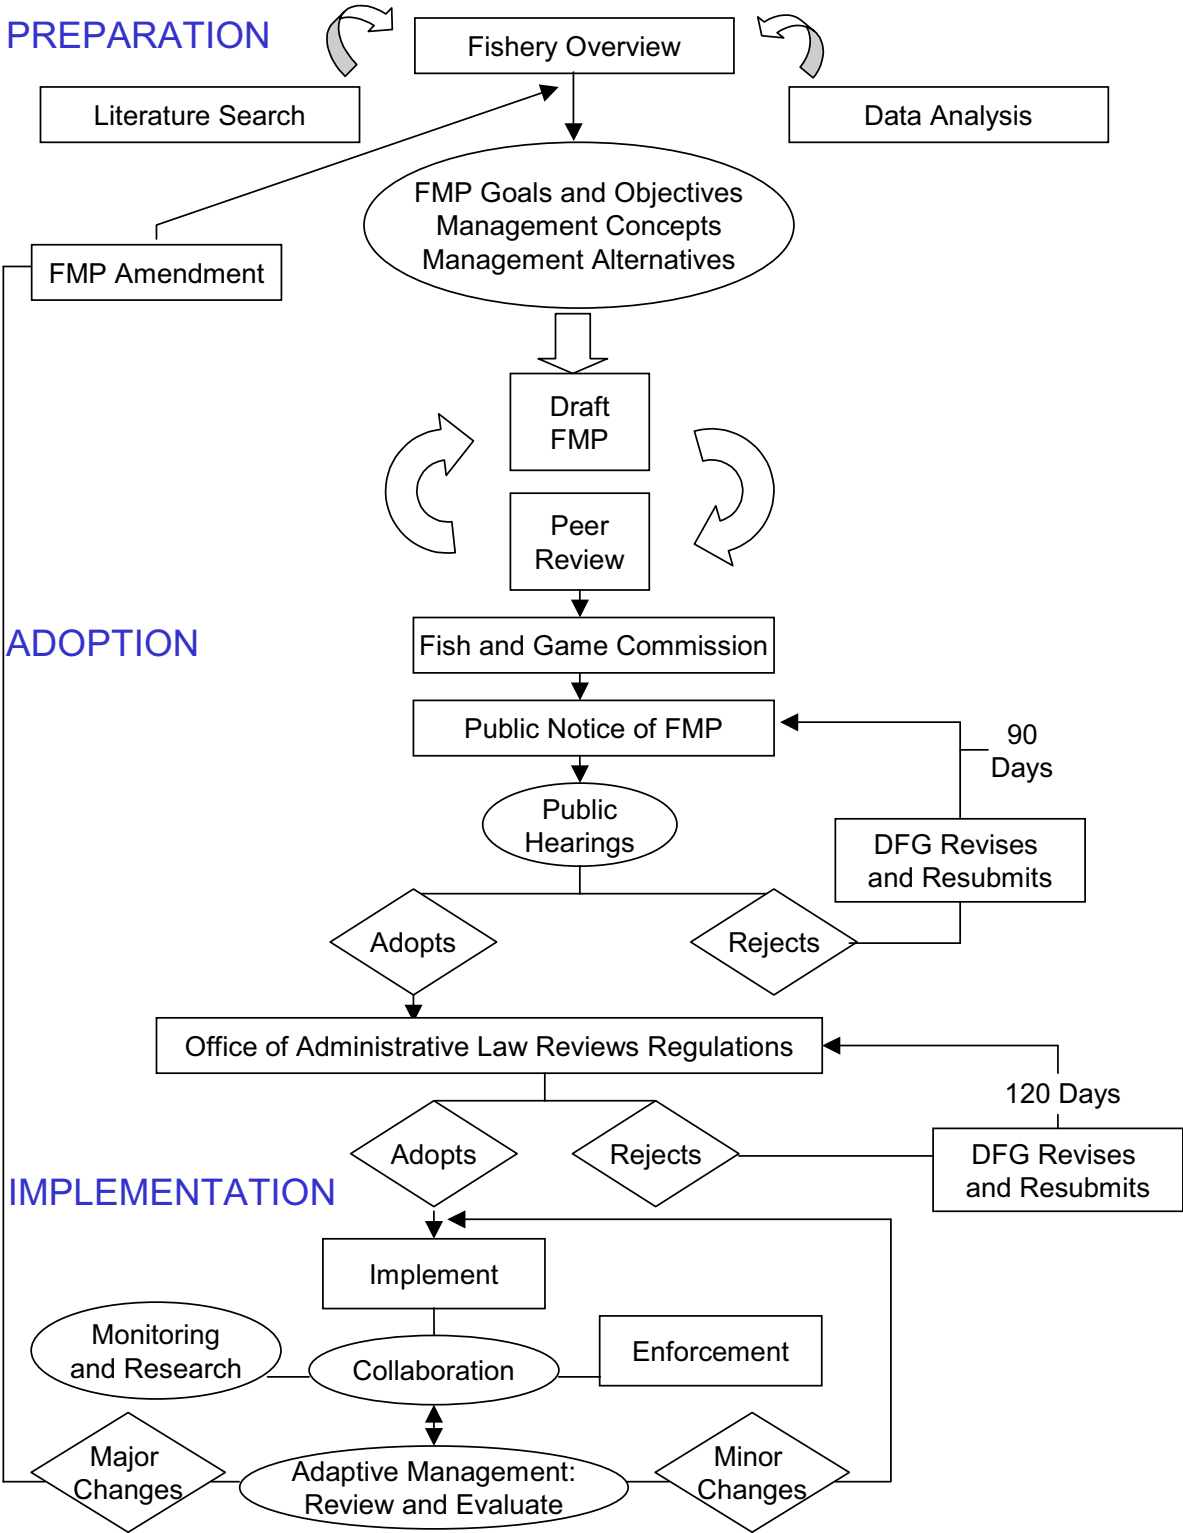 PREPARATION
Fishery Overview
Literature Search
Data Analysis
FMP Goals and Objectives
Management Concepts
Management Alternatives
FMP Amendment
Draft
FMP
Peer
Review
ADOPTION
Fish and Game Commission
Public Notice of FMP
90
Days
Public
Hearings
DFG Revises
and Resubmits
Adopts
Rejects
Office of Administrative Law Reviews Regulations
120 Days
Adopts
Rejects
DFG Revises
and Resubmits
IMPLEMENTATION
Implement
Monitoring
and Research
Collaboration
Enforcement
Major
Changes
Adaptive Management:
Review and Evaluate
Minor
Changes